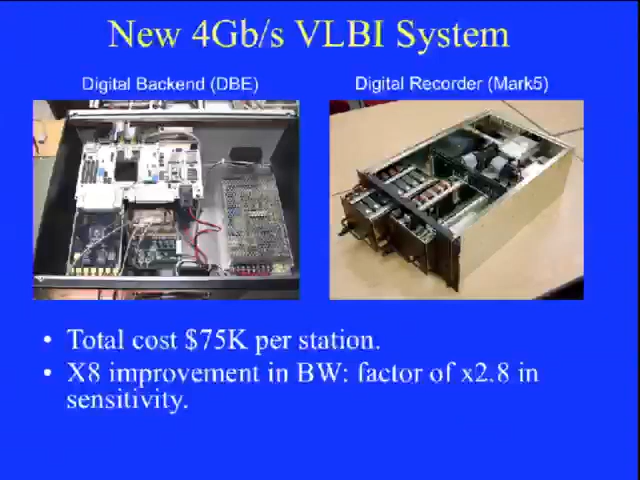 New 4Gb/s VLBI System
Digital Backend (DBE)
Digital Recorder (Mark5)
• Total cost $75K per station.
• X8 improvement in BW: factor of x2.8 in
sensitivity.